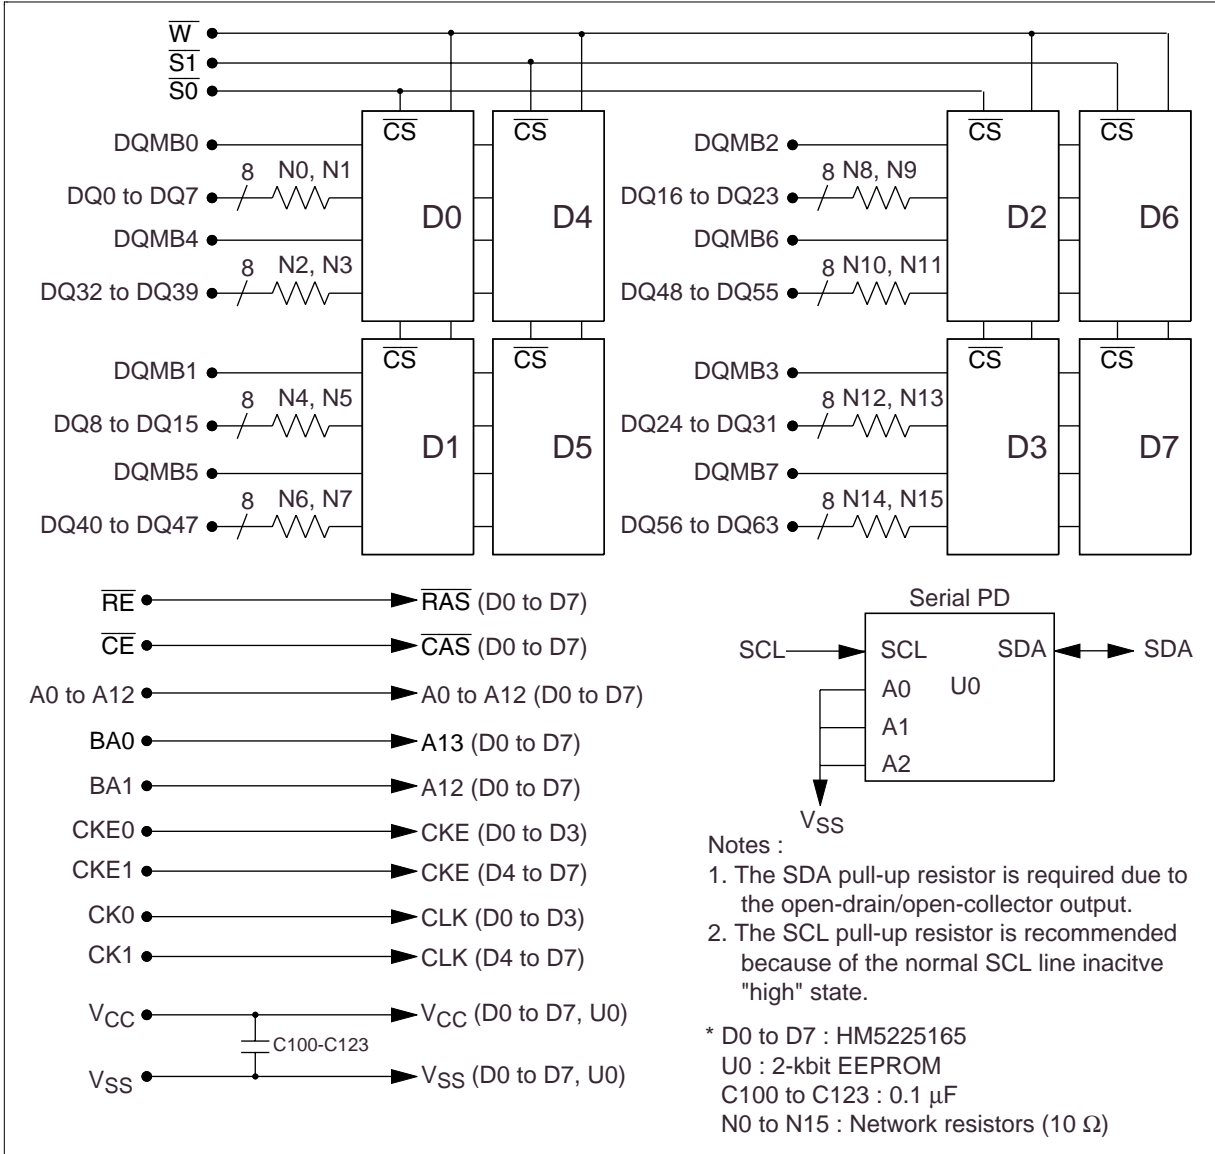 W
S1
S0
CS CS CS CS
DQMB0 DQMB2
8 N0, N1 8 N8, N9
DQ0 to DQ7 DQ16 to DQ23
D0 D4 D2 D6
DQMB4 DQMB6
8 N2, N3 8 N10, N11
DQ32 to DQ39 DQ48 to DQ55
CS CS CS CS
DQMB1 DQMB3
8 N4, N5 8 N12, N13
DQ8 to DQ15 DQ24 to DQ31
D1 D5 D3 D7
DQMB5 DQMB7
8 N6, N7 8 N14, N15
DQ40 to DQ47 DQ56 to DQ63
RE RAS (D0 to D7)
CE CAS (D0 to D7)
A0 to A12 A0 to A12 (D0 to D7)
BA0 A13 (D0 to D7)
BA1 A12 (D0 to D7)
CKE0 CKE (D0 to D3)
CKE1 CKE (D4 to D7)
CK0 CLK (D0 to D3)
CK1 CLK (D4 to D7)
VCC VCC (D0 to D7, U0)
C100-C123
VSS VSS (D0 to D7, U0)
Serial PD
SCL SCL SDA SDA
A0 U0
A1
A2
VSS
Notes :
1. The SDA pull-up resistor is required due to
the open-drain/open-collector output.
2. The SCL pull-up resistor is recommended
because of the normal SCL line inacitve
"high" state.
* D0 to D7 : HM5225165
U0 : 2-kbit EEPROM
C100 to C123 : 0.1 μF
N0 to N15 : Network resistors (10 Ω)